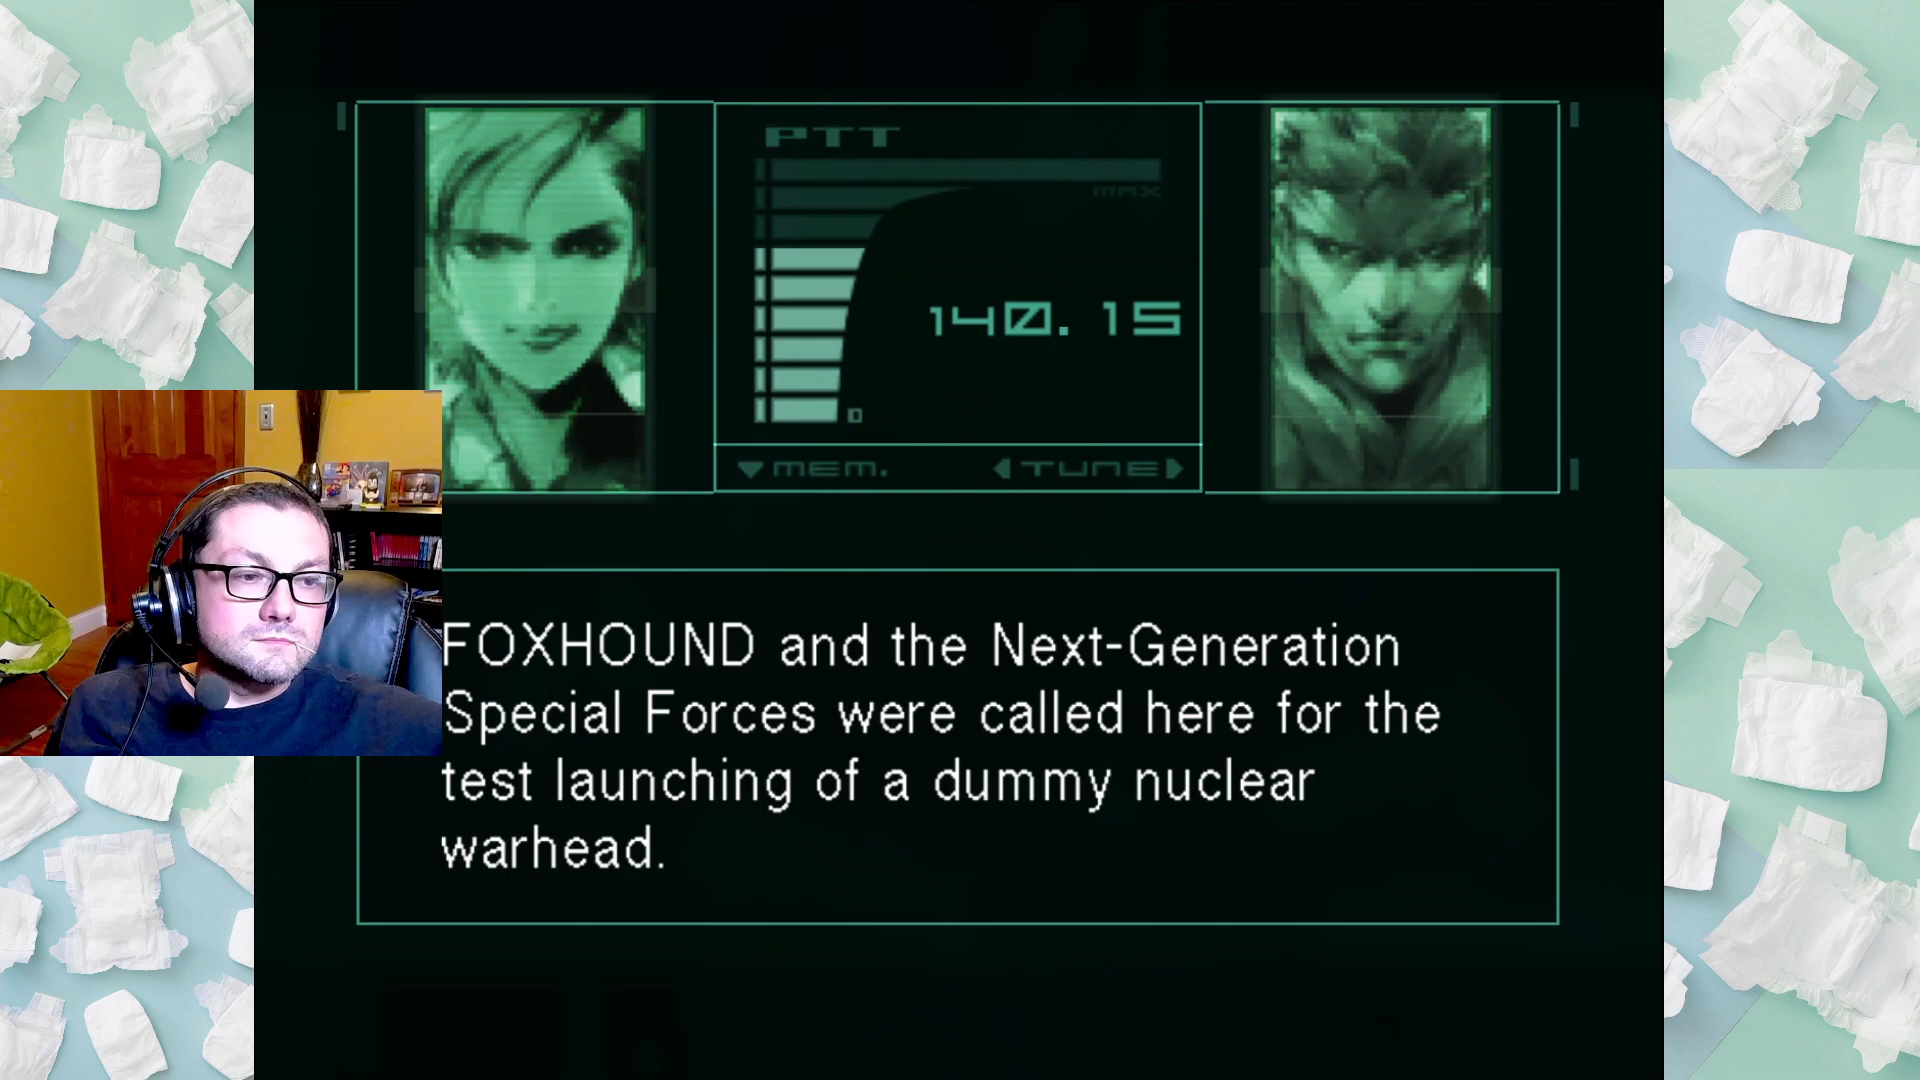 PTT
MAX
140.15
0
MEM.
TUNE
FOXHOUND and the Next-Generation
Special Forces were called here for the
test launching of a dummy nuclear
warhead.